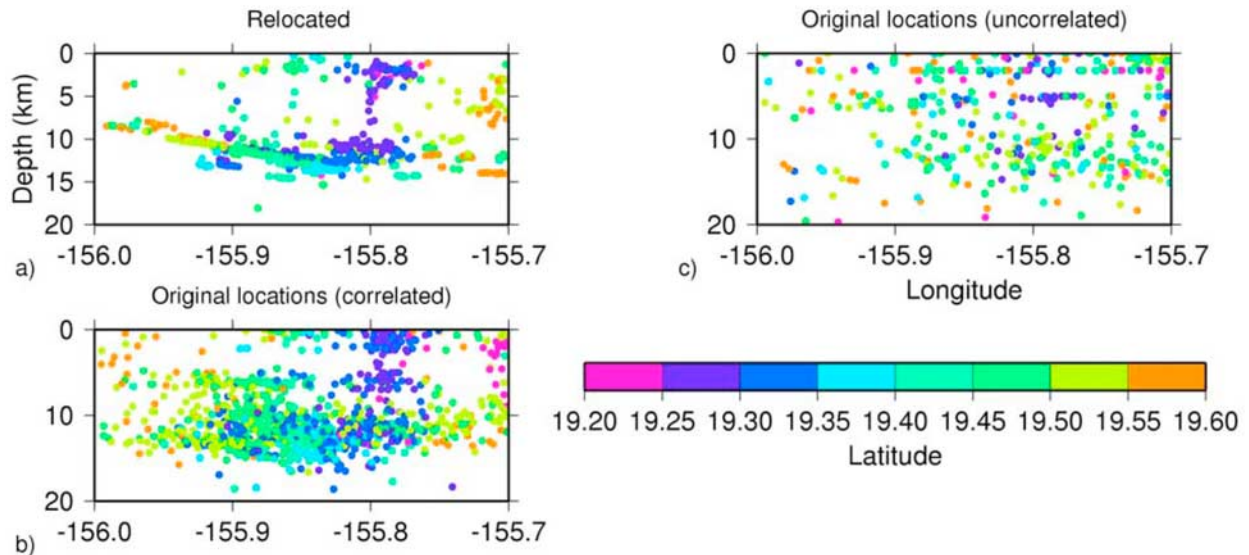 Relocated
0
5
10
15
20
Depth (km)
-156.0 -155.9 -155.8 -155.7
a)
Original locations (correlated)
0
10
20
-156.0 -155.9 -155.8 -155.7
b)
Original locations (uncorrelated)
0
10
20
-156.0 -155.9 -155.8 -155.7
c)
Longitude
19.20 19.25 19.30 19.35 19.40 19.45 19.50 19.55 19.60
Latitude